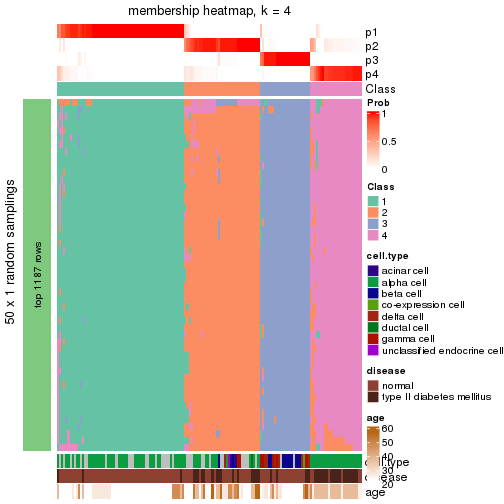 membership heatmap, k = 4
p1
p2
p3
p4
Class
50 x 1 random samplings
top 1187 rows
Prob
1
0.5
0
Class
1
2
3
4
cell.type
acinar cell
alpha cell
beta cell
co-expression cell
delta cell
ductal cell
gamma cell
unclassified endocrine cell
disease
normal
type II diabetes mellitus
age
60
50
40
30
20
cell.type
disease
age